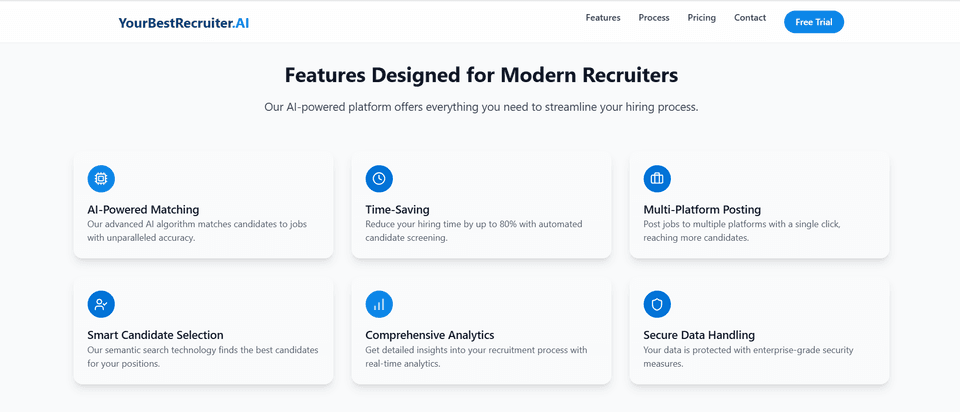 YourBestRecruiter.AI
Features
Process
Pricing
Contact
Free Trial
Features Designed for Modern Recruiters
Our AI-powered platform offers everything you need to streamline your hiring process.
AI-Powered Matching
Our advanced AI algorithm matches candidates to jobs
with unparalleled accuracy.
Time-Saving
Reduce your hiring time by up to 80% with automated
candidate screening.
Multi-Platform Posting
Post jobs to multiple platforms with a single click,
reaching more candidates.
Smart Candidate Selection
Our semantic search technology finds the best candidates
for your positions.
Comprehensive Analytics
Get detailed insights into your recruitment process with
real-time analytics.
Secure Data Handling
Your data is protected with enterprise-grade security
measures.